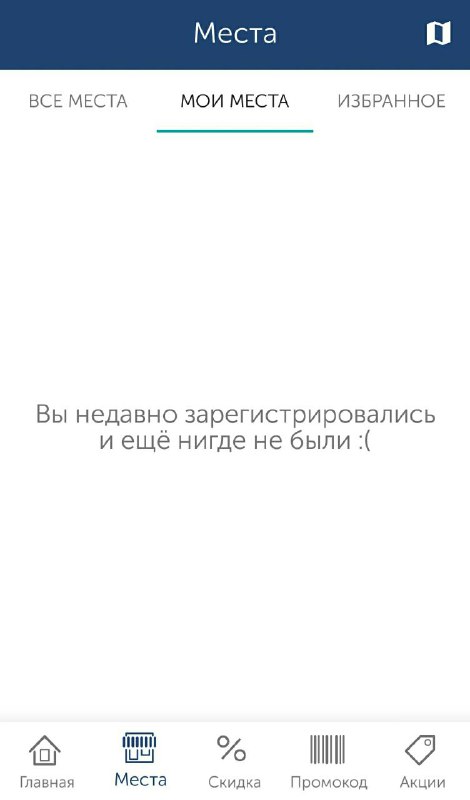 Места
ВСЕ МЕСТА
МОИ МЕСТА
ИЗБРАННОЕ
Вы недавно зарегистрировались
и ещё нигде не были :(
Главная
Места
Скидка
Промокод
Акции